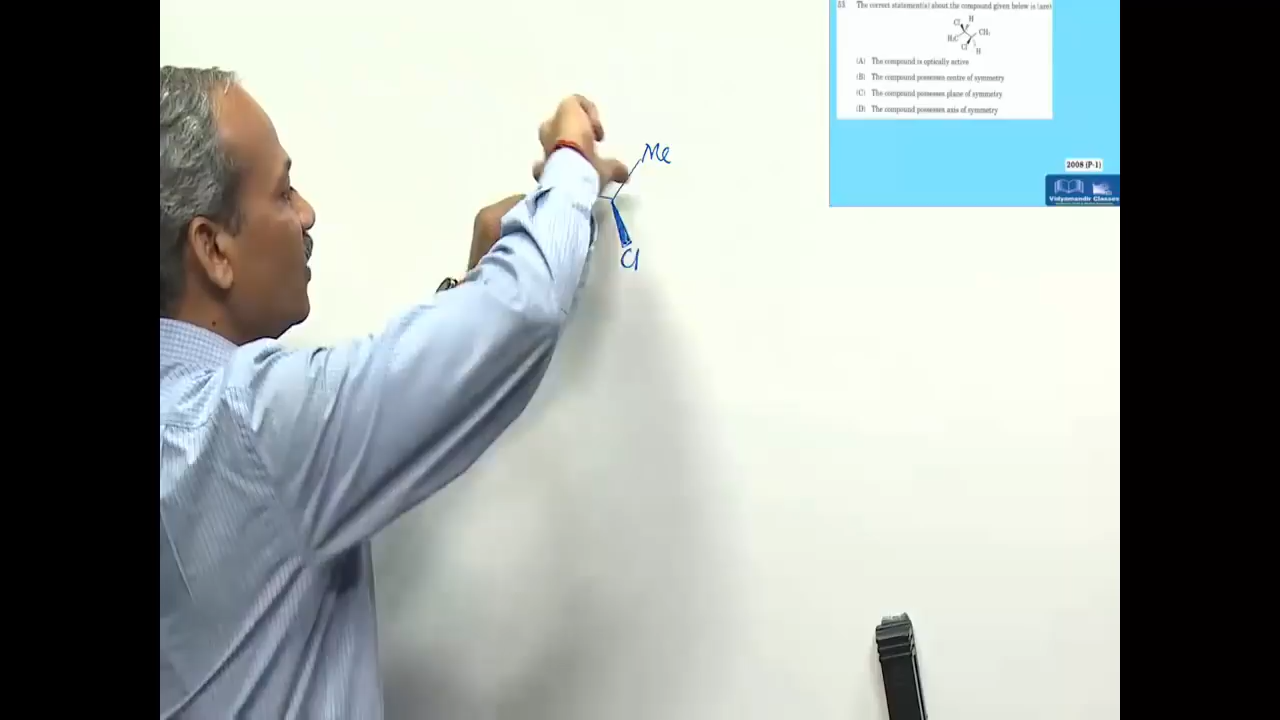 53 The correct statement(s) about the compound given below is (are)
Cl H
H₃C CH₃
Cl H
(A) The compound is optically active
(B) The compound possesses centre of symmetry
(C) The compound possesses plane of symmetry
(D) The compound possesses axis of symmetry
2008 (P-1)
Vidyamandir Classes
Me
Cl